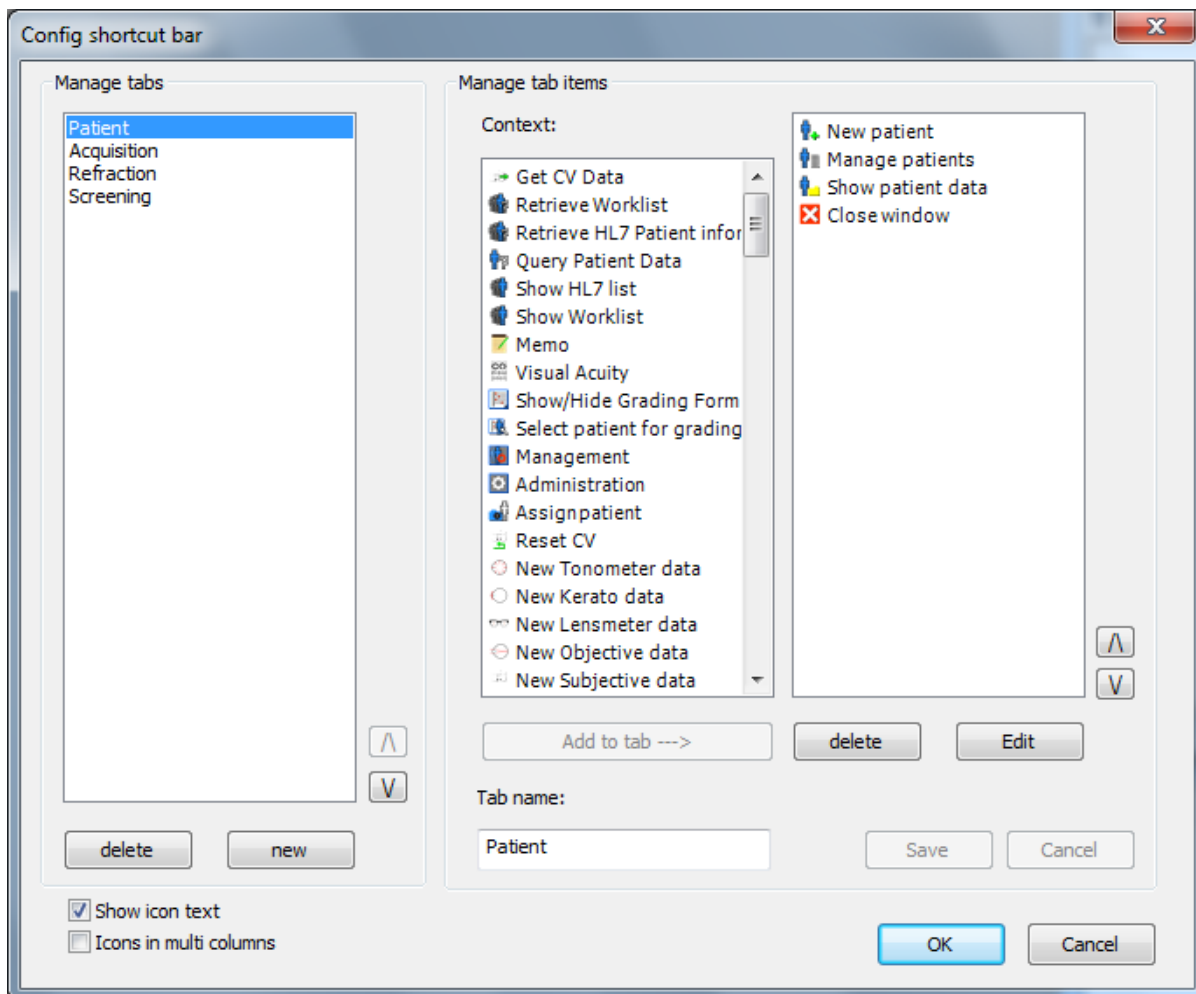 Config shortcut bar
Manage tabs
Patient
Acquisition
Refraction
Screening
delete
new
Manage tab items
Context:
Get CV Data
Retrieve Worklist
Retrieve HL7 Patient infor
Query Patient Data
Show HL7 list
Show Worklist
Memo
Visual Acuity
Show/Hide Grading Form
Select patient for grading
Management
Administration
Assign patient
Reset CV
New Tonometer data
New Kerato data
New Lensmeter data
New Objective data
New Subjective data
New patient
Manage patients
Show patient data
Close window
Add to tab --->
delete
Edit
Tab name:
Patient
Save
Cancel
Show icon text
Icons in multi columns
OK
Cancel